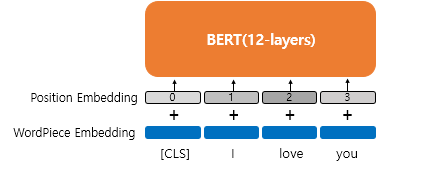 BERT(12-layers)
Position Embedding 0 1 2 3
+ + + +
WordPiece Embedding
[CLS] I love you